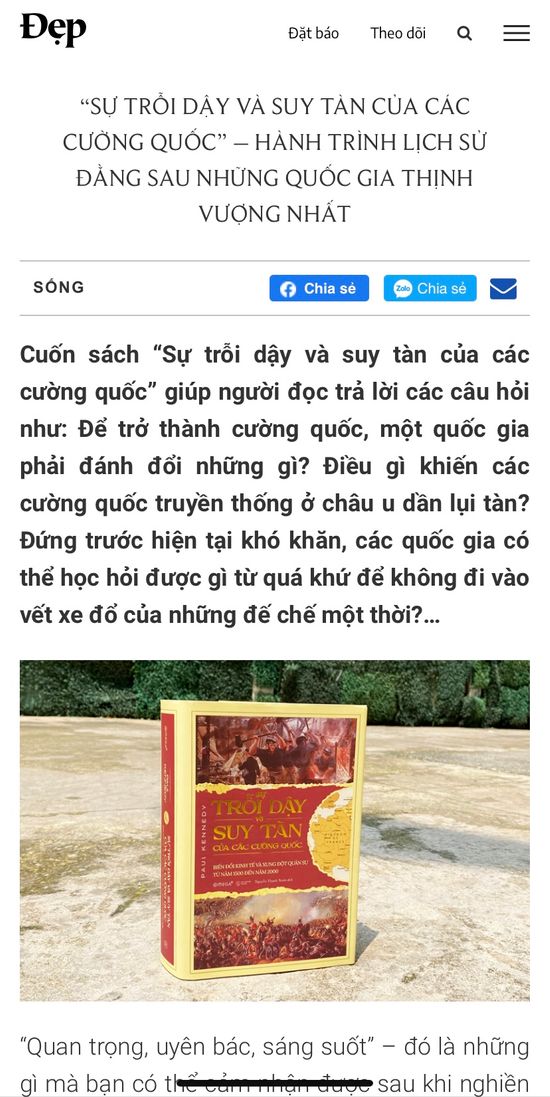 Đẹp
Đặt báo
Theo dõi
“SỰ TRỖI DẬY VÀ SUY TÀN CỦA CÁC
CƯỜNG QUỐC” – HÀNH TRÌNH LỊCH SỬ
ĐẰNG SAU NHỮNG QUỐC GIA THỊNH
VƯỢNG NHẤT
SỐNG
Chia sẻ
Zalo Chia sẻ
Cuốn sách “Sự trỗi dậy và suy tàn của các
cường quốc” giúp người đọc trả lời các câu hỏi
như: Để trở thành cường quốc, một quốc gia
phải đánh đổi những gì? Điều gì khiến các
cường quốc truyền thống ở châu u dần lụi tàn?
Đứng trước hiện tại khó khăn, các quốc gia có
thể học hỏi được gì từ quá khứ để không đi vào
vết xe đổ của những đế chế một thời?...
PAUL KENNEDY
TRỖI DẬY
và
SUY TÀN
CỦA CÁC CƯỜNG QUỐC
BIẾN ĐỔI KINH TẾ VÀ XUNG ĐỘT QUÂN SỰ
TỪ NĂM 1500 ĐẾN NĂM 2000
“Quan trọng, uyên bác, sáng suốt” – đó là những
gì mà bạn có thể cảm nhận được sau khi nghiền